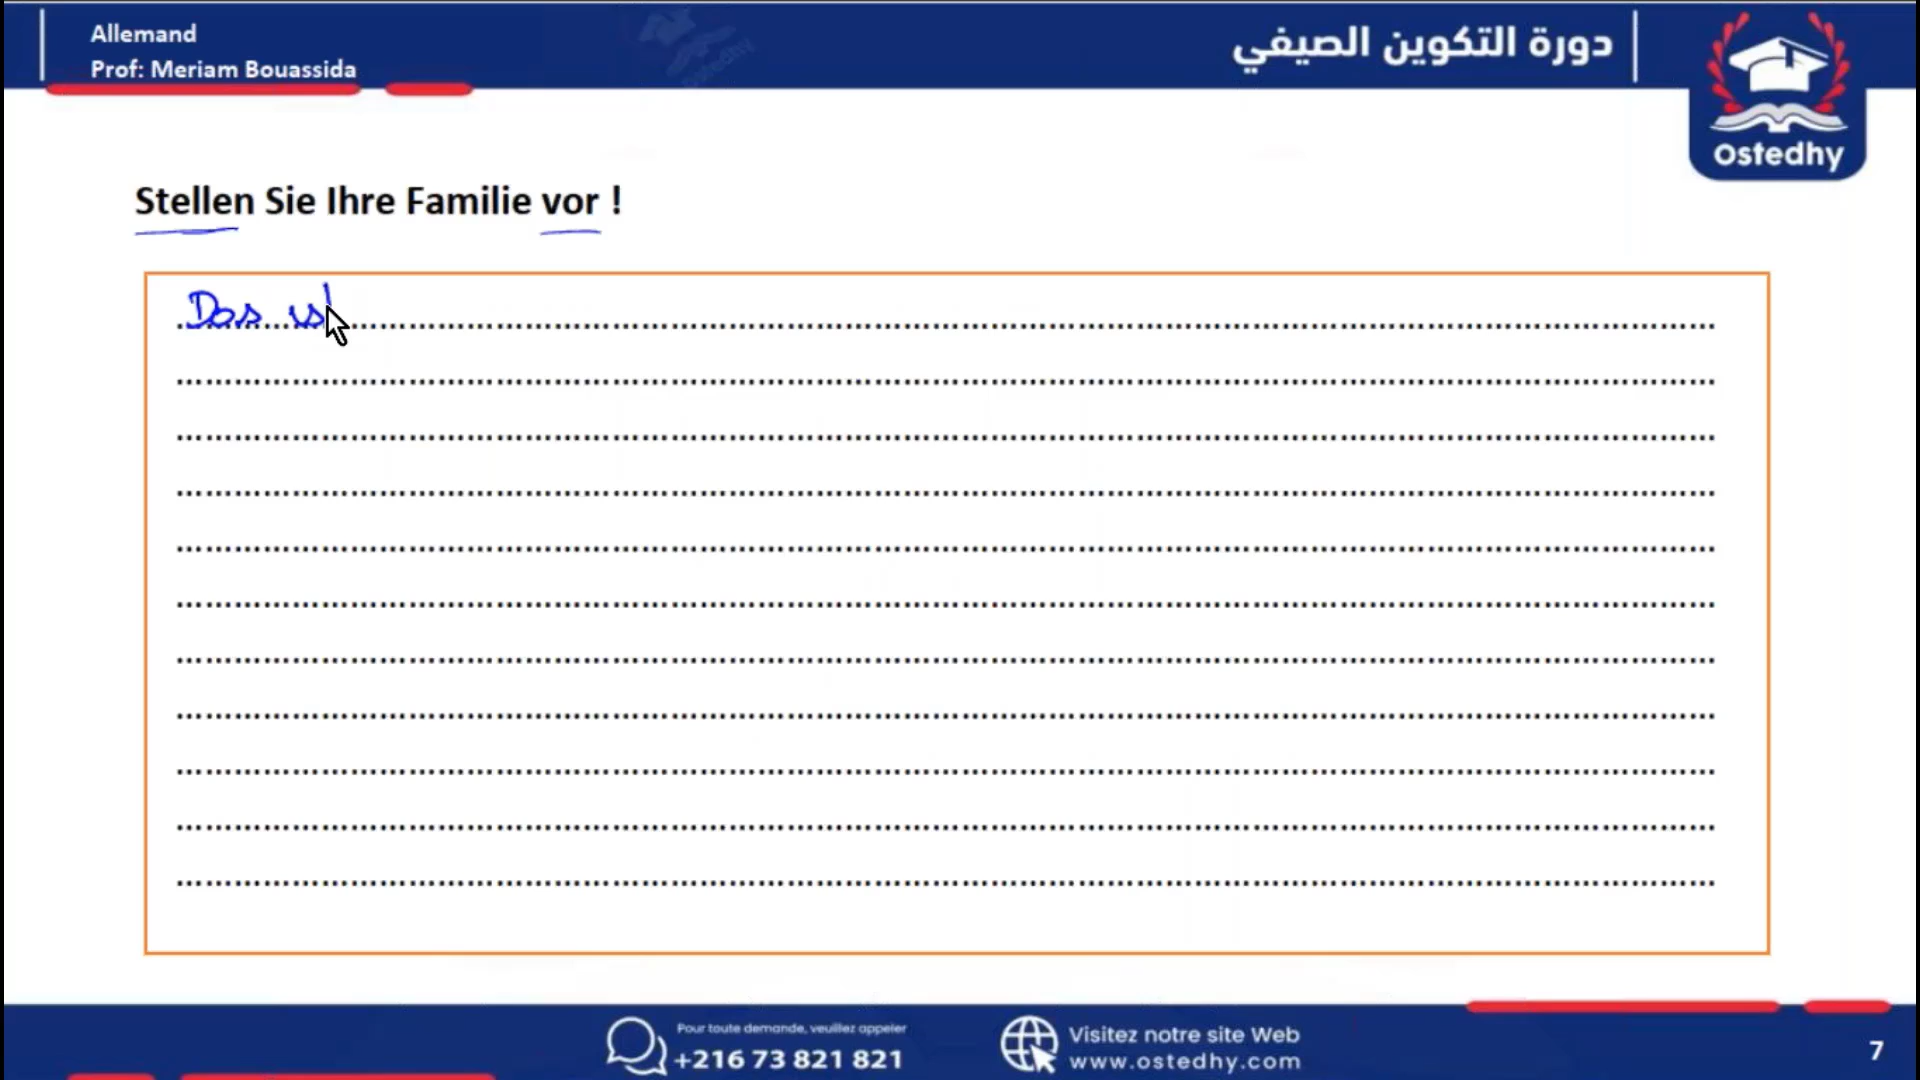 Allemand
Prof: Meriam Bouassida
دورة التكوين الصيفي
Ostedhy
Stellen Sie Ihre Familie vor !
Das ist
Pour toute demande, veuillez appeler
+216 73 821 821
Visitez notre site Web
www.ostedhy.com
7